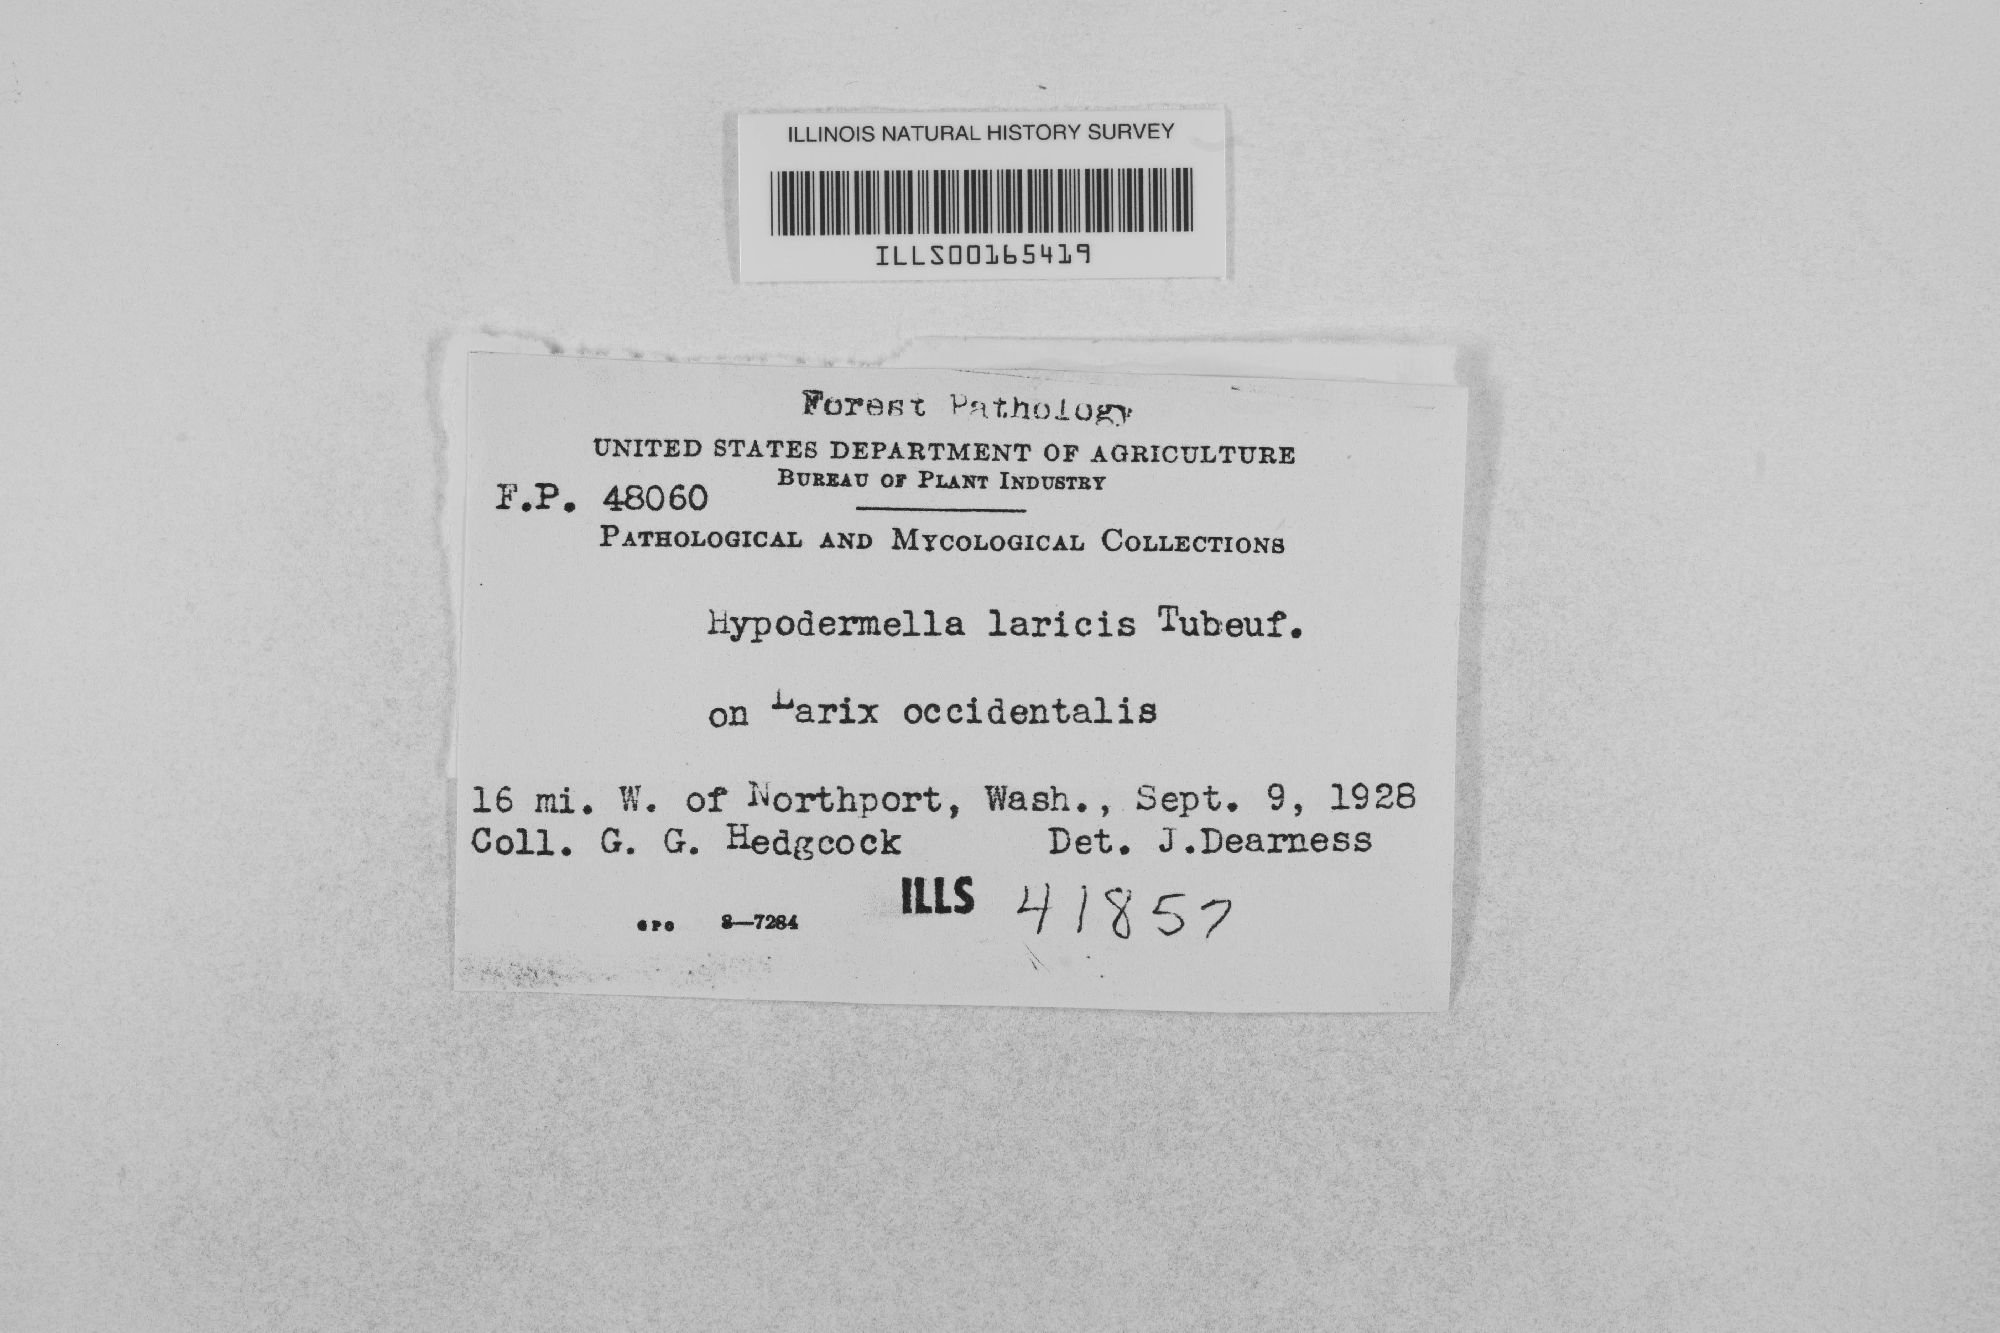 ILLINOIS NATURAL HISTORY SURVEY
ILLS00165419
Forest Pathology
UNITED STATES DEPARTMENT OF AGRICULTURE
BUREAU OF PLANT INDUSTRY
F.P. 48060
PATHOLOGICAL AND MYCOLOGICAL COLLECTIONS
Hypodermella laricis Tubeuf.
on Larix occidentalis
16 mi. W. of Northport, Wash., Sept. 9, 1928
Coll. G. G. Hedgcock Det. J.Dearness
ILLS 41857
GPO 8—7284